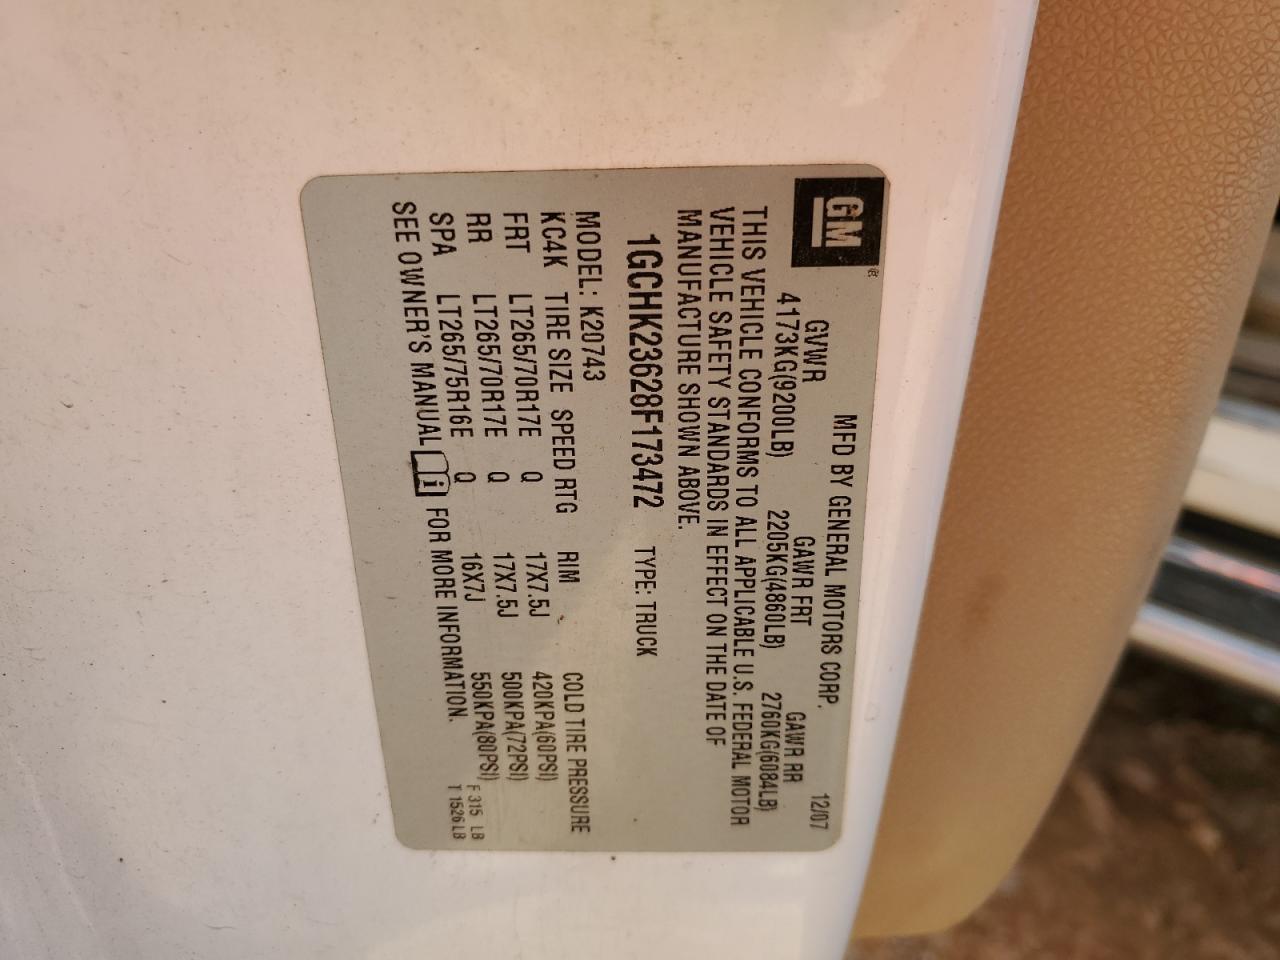 GM ®
MFD BY GENERAL MOTORS CORP. 12/07
GVWR GAWR FRT GAWR RR
4173KG(9200LB) 2205KG(4860LB) 2760KG(6084LB)
THIS VEHICLE CONFORMS TO ALL APPLICABLE U.S. FEDERAL MOTOR
VEHICLE SAFETY STANDARDS IN EFFECT ON THE DATE OF
MANUFACTURE SHOWN ABOVE.
1GCHK23628F173472 TYPE: TRUCK
MODEL: K20743
KC4K TIRE SIZE SPEED RTG RIM COLD TIRE PRESSURE
FRT LT265/70R17E Q 17X7.5J 420KPA(60PSI)
RR LT265/70R17E Q 17X7.5J 500KPA(72PSI)
SPA LT265/75R16E Q 16X7J 550KPA(80PSI) F 315 LB
SEE OWNER'S MANUAL i FOR MORE INFORMATION. T 1526 LB